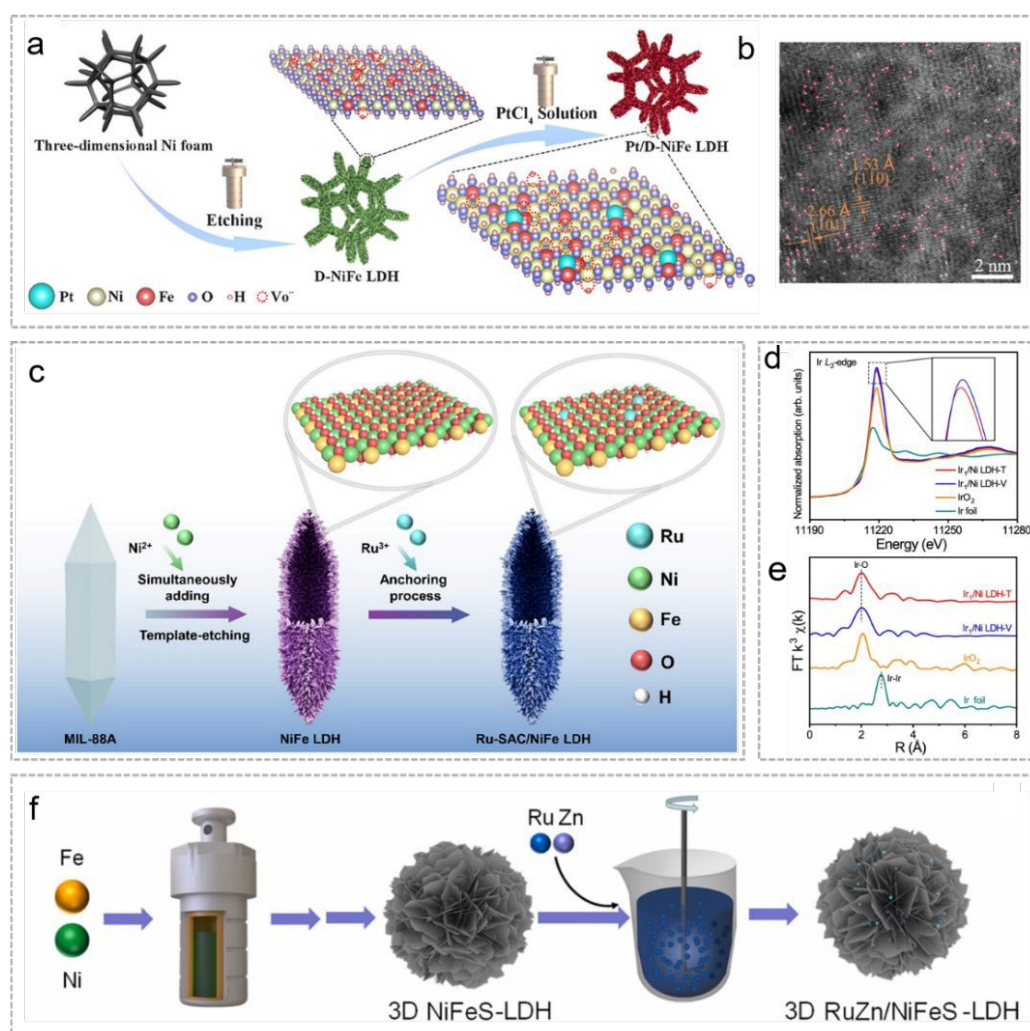 a
Three-dimensional Ni foam
Etching
D-NiFe LDH
PtCl₄ Solution
Pt/D-NiFe LDH
Pt Ni Fe O H Vo¨
b
1.53 Å
(110)
2.66 Å
(101)
2 nm
c
Ni²⁺
Simultaneously
adding
Template-etching
Ru³⁺
Anchoring
process
Ru
Ni
Fe
O
H
MIL-88A
NiFe LDH
Ru-SAC/NiFe LDH
d
Ir L₃-edge
Normalized absorption (arb. units)
Ir₁/Ni LDH-T
Ir₁/Ni LDH-V
IrO₂
Ir foil
11190 11220 11250 11280
Energy (eV)
e
Ir-O
Ir₁/Ni LDH-T
Ir₁/Ni LDH-V
IrO₂
Ir-Ir
Ir foil
FT k³ χ(k)
0 2 4 6 8
R (Å)
f
Fe
Ni
3D NiFeS-LDH
Ru Zn
3D RuZn/NiFeS -LDH